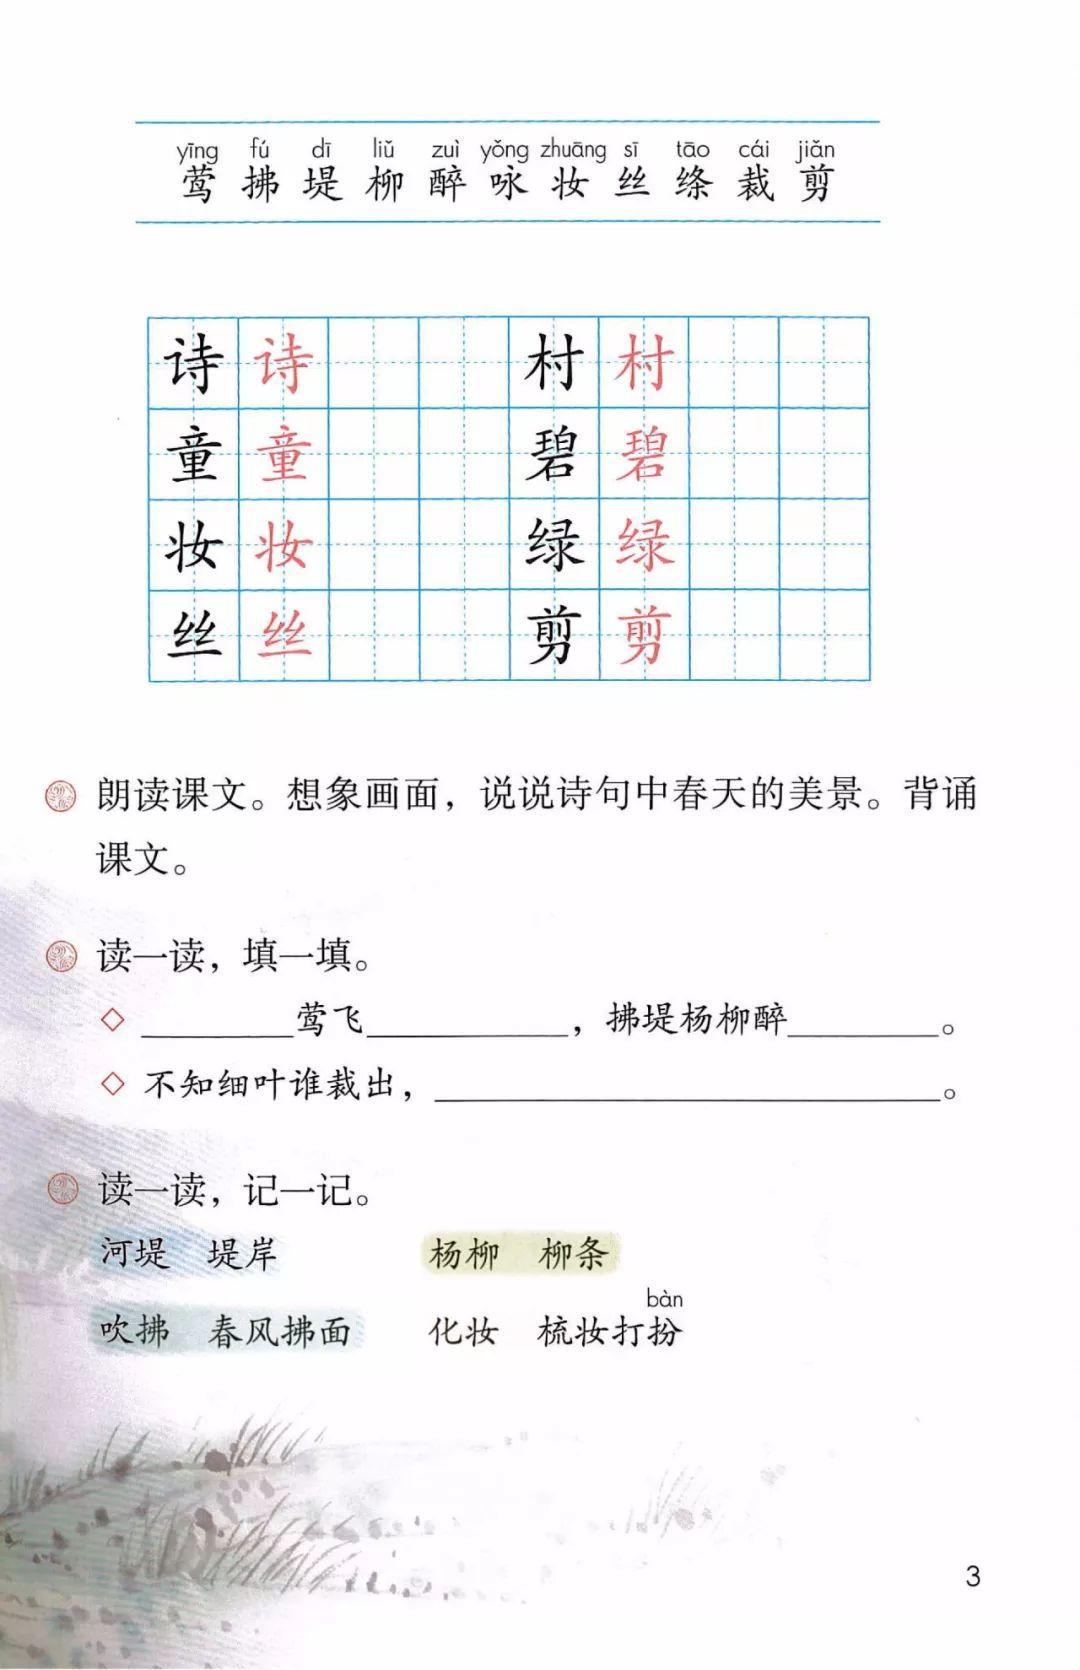 yīng fú dī liǔ zuì yǒng zhuāng sī tāo cái jiǎn
莺 拂 堤 柳 醉 咏 妆 丝 绦 裁 剪
诗 诗 村 村
童 童 碧 碧
妆 妆 绿 绿
丝 丝 剪 剪
朗读课文。想象画面，说说诗句中春天的美景。背诵
课文。
读一读，填一填。
◇ ________莺飞__________，拂堤杨柳醉________。
◇ 不知细叶谁裁出，__________________________。
读一读，记一记。
河堤 堤岸 杨柳 柳条
bàn
吹拂 春风拂面 化妆 梳妆打扮
3